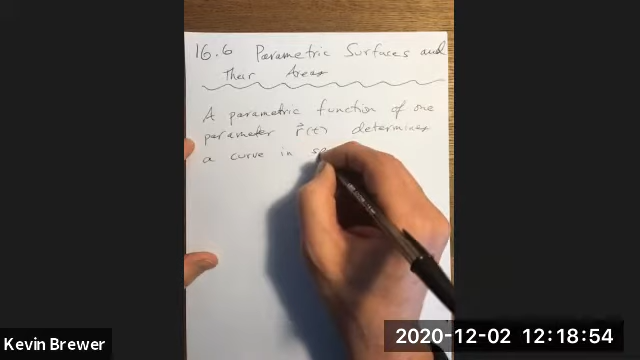 16.6 Parametric Surfaces and
Their Areas
A parametric function of one
parameter r⃗(t) determines
a curve in
Kevin Brewer
2020-12-02 12:18:54